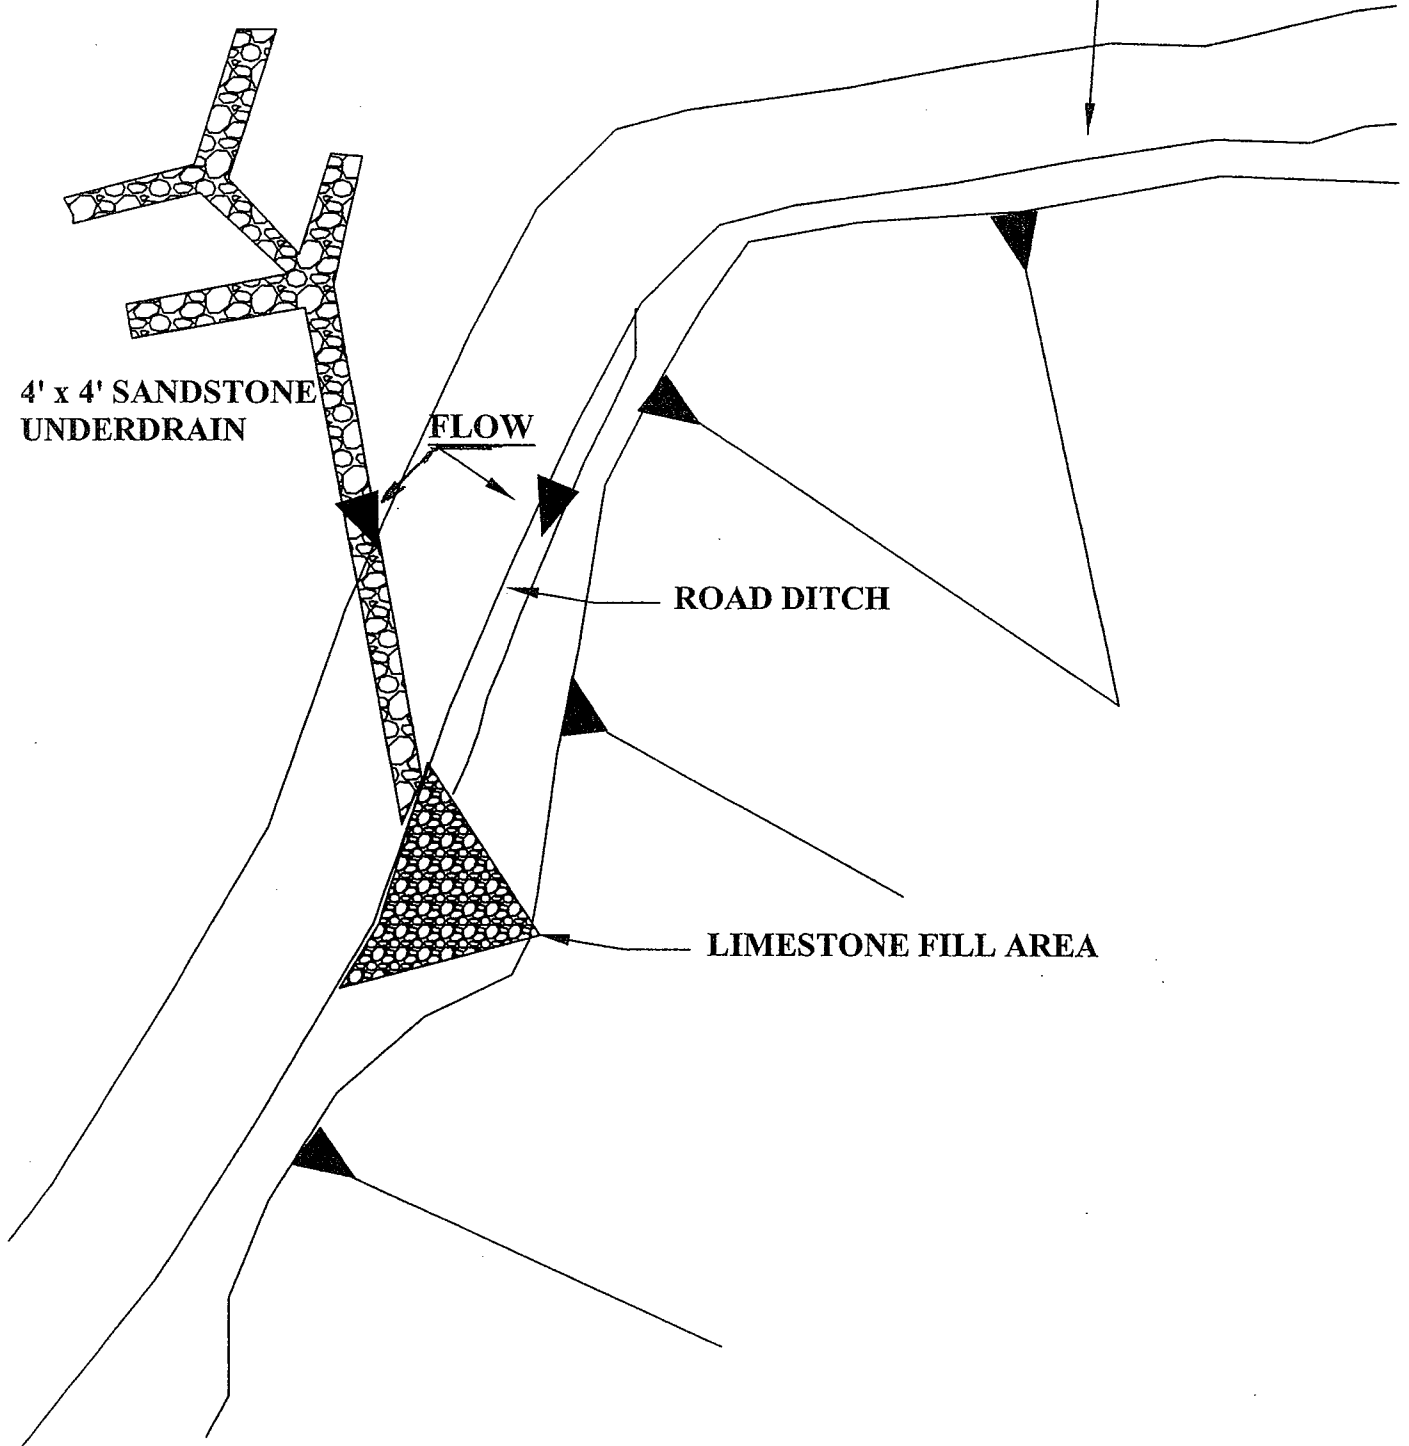 4' x 4' SANDSTONE
UNDERDRAIN
FLOW
ROAD DITCH
LIMESTONE FILL AREA